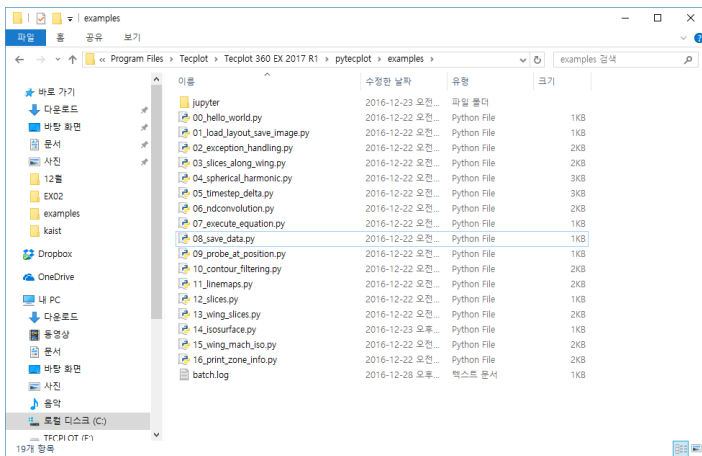 examples
파일 홈 공유 보기
« Program Files › Tecplot › Tecplot 360 EX 2017 R1 › pytecplot › examples › examples 검색
이름 수정한 날짜 유형 크기
바로 가기
다운로드
바탕 화면
문서
사진
12월
EX02
examples
kaist
Dropbox
OneDrive
내 PC
다운로드
동영상
문서
바탕 화면
사진
음악
로컬 디스크 (C:)
TECPLOT (F:)
jupyter 2016-12-23 오전... 파일 폴더
00_hello_world.py 2016-12-22 오전... Python File 1KB
01_load_layout_save_image.py 2016-12-22 오전... Python File 1KB
02_exception_handling.py 2016-12-22 오전... Python File 2KB
03_slices_along_wing.py 2016-12-22 오전... Python File 2KB
04_spherical_harmonic.py 2016-12-22 오전... Python File 3KB
05_timestep_delta.py 2016-12-22 오전... Python File 3KB
06_ndconvolution.py 2016-12-22 오전... Python File 2KB
07_execute_equation.py 2016-12-22 오전... Python File 1KB
08_save_data.py 2016-12-22 오전... Python File 1KB
09_probe_at_position.py 2016-12-22 오전... Python File 1KB
10_contour_filtering.py 2016-12-22 오전... Python File 2KB
11_linemaps.py 2016-12-22 오전... Python File 2KB
12_slices.py 2016-12-22 오전... Python File 1KB
13_wing_slices.py 2016-12-22 오전... Python File 2KB
14_isosurface.py 2016-12-23 오후... Python File 1KB
15_wing_mach_iso.py 2016-12-22 오전... Python File 2KB
16_print_zone_info.py 2016-12-22 오전... Python File 2KB
batch.log 2016-12-28 오후... 텍스트 문서 1KB
19개 항목